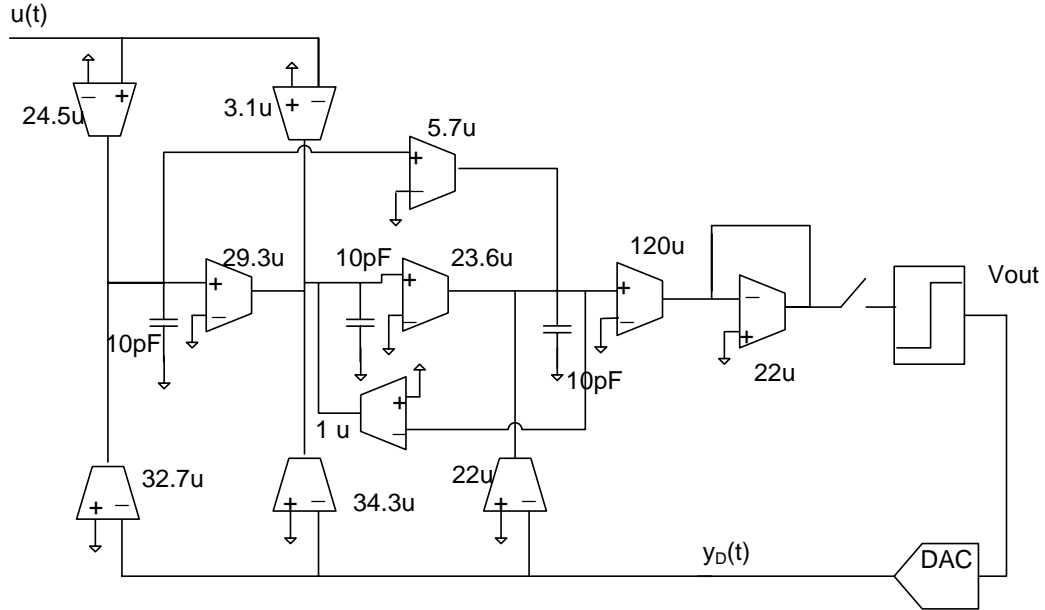 u(t)
24.5u
3.1u
5.7u
29.3u
10pF
23.6u
120u
Vout
10pF
10pF
22u
1 u
32.7u
34.3u
22u
y_D(t)
DAC